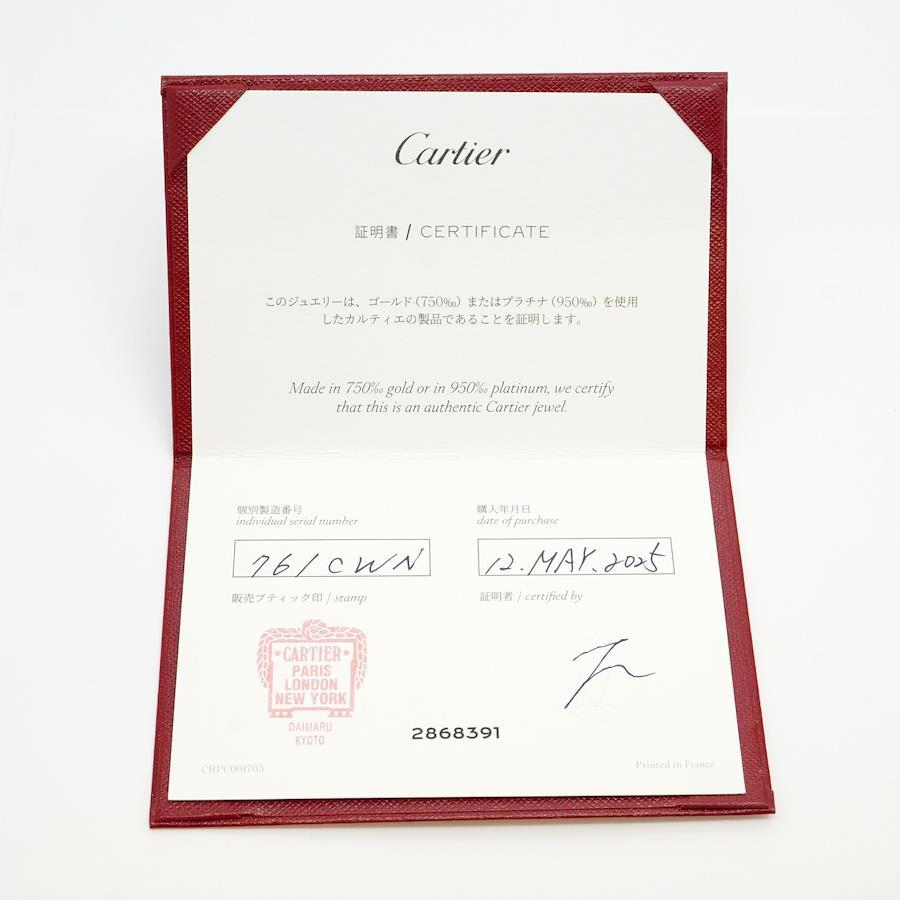 Cartier
証明書 / CERTIFICATE
このジュエリーは、ゴールド（750‰）またはプラチナ（950‰）を使用
したカルティエの製品であることを証明します。
Made in 750‰ gold or in 950‰ platinum, we certify
that this is an authentic Cartier jewel.
個別製造番号
individual serial number
761CWN
購入年月日
date of purchase
12.MAY.2025
販売ブティック印 / stamp
CARTIER
PARIS
LONDON
NEW YORK
DAIMARU
KYOTO
証明者 / certified by
2868391
CRPC001705
Printed in France